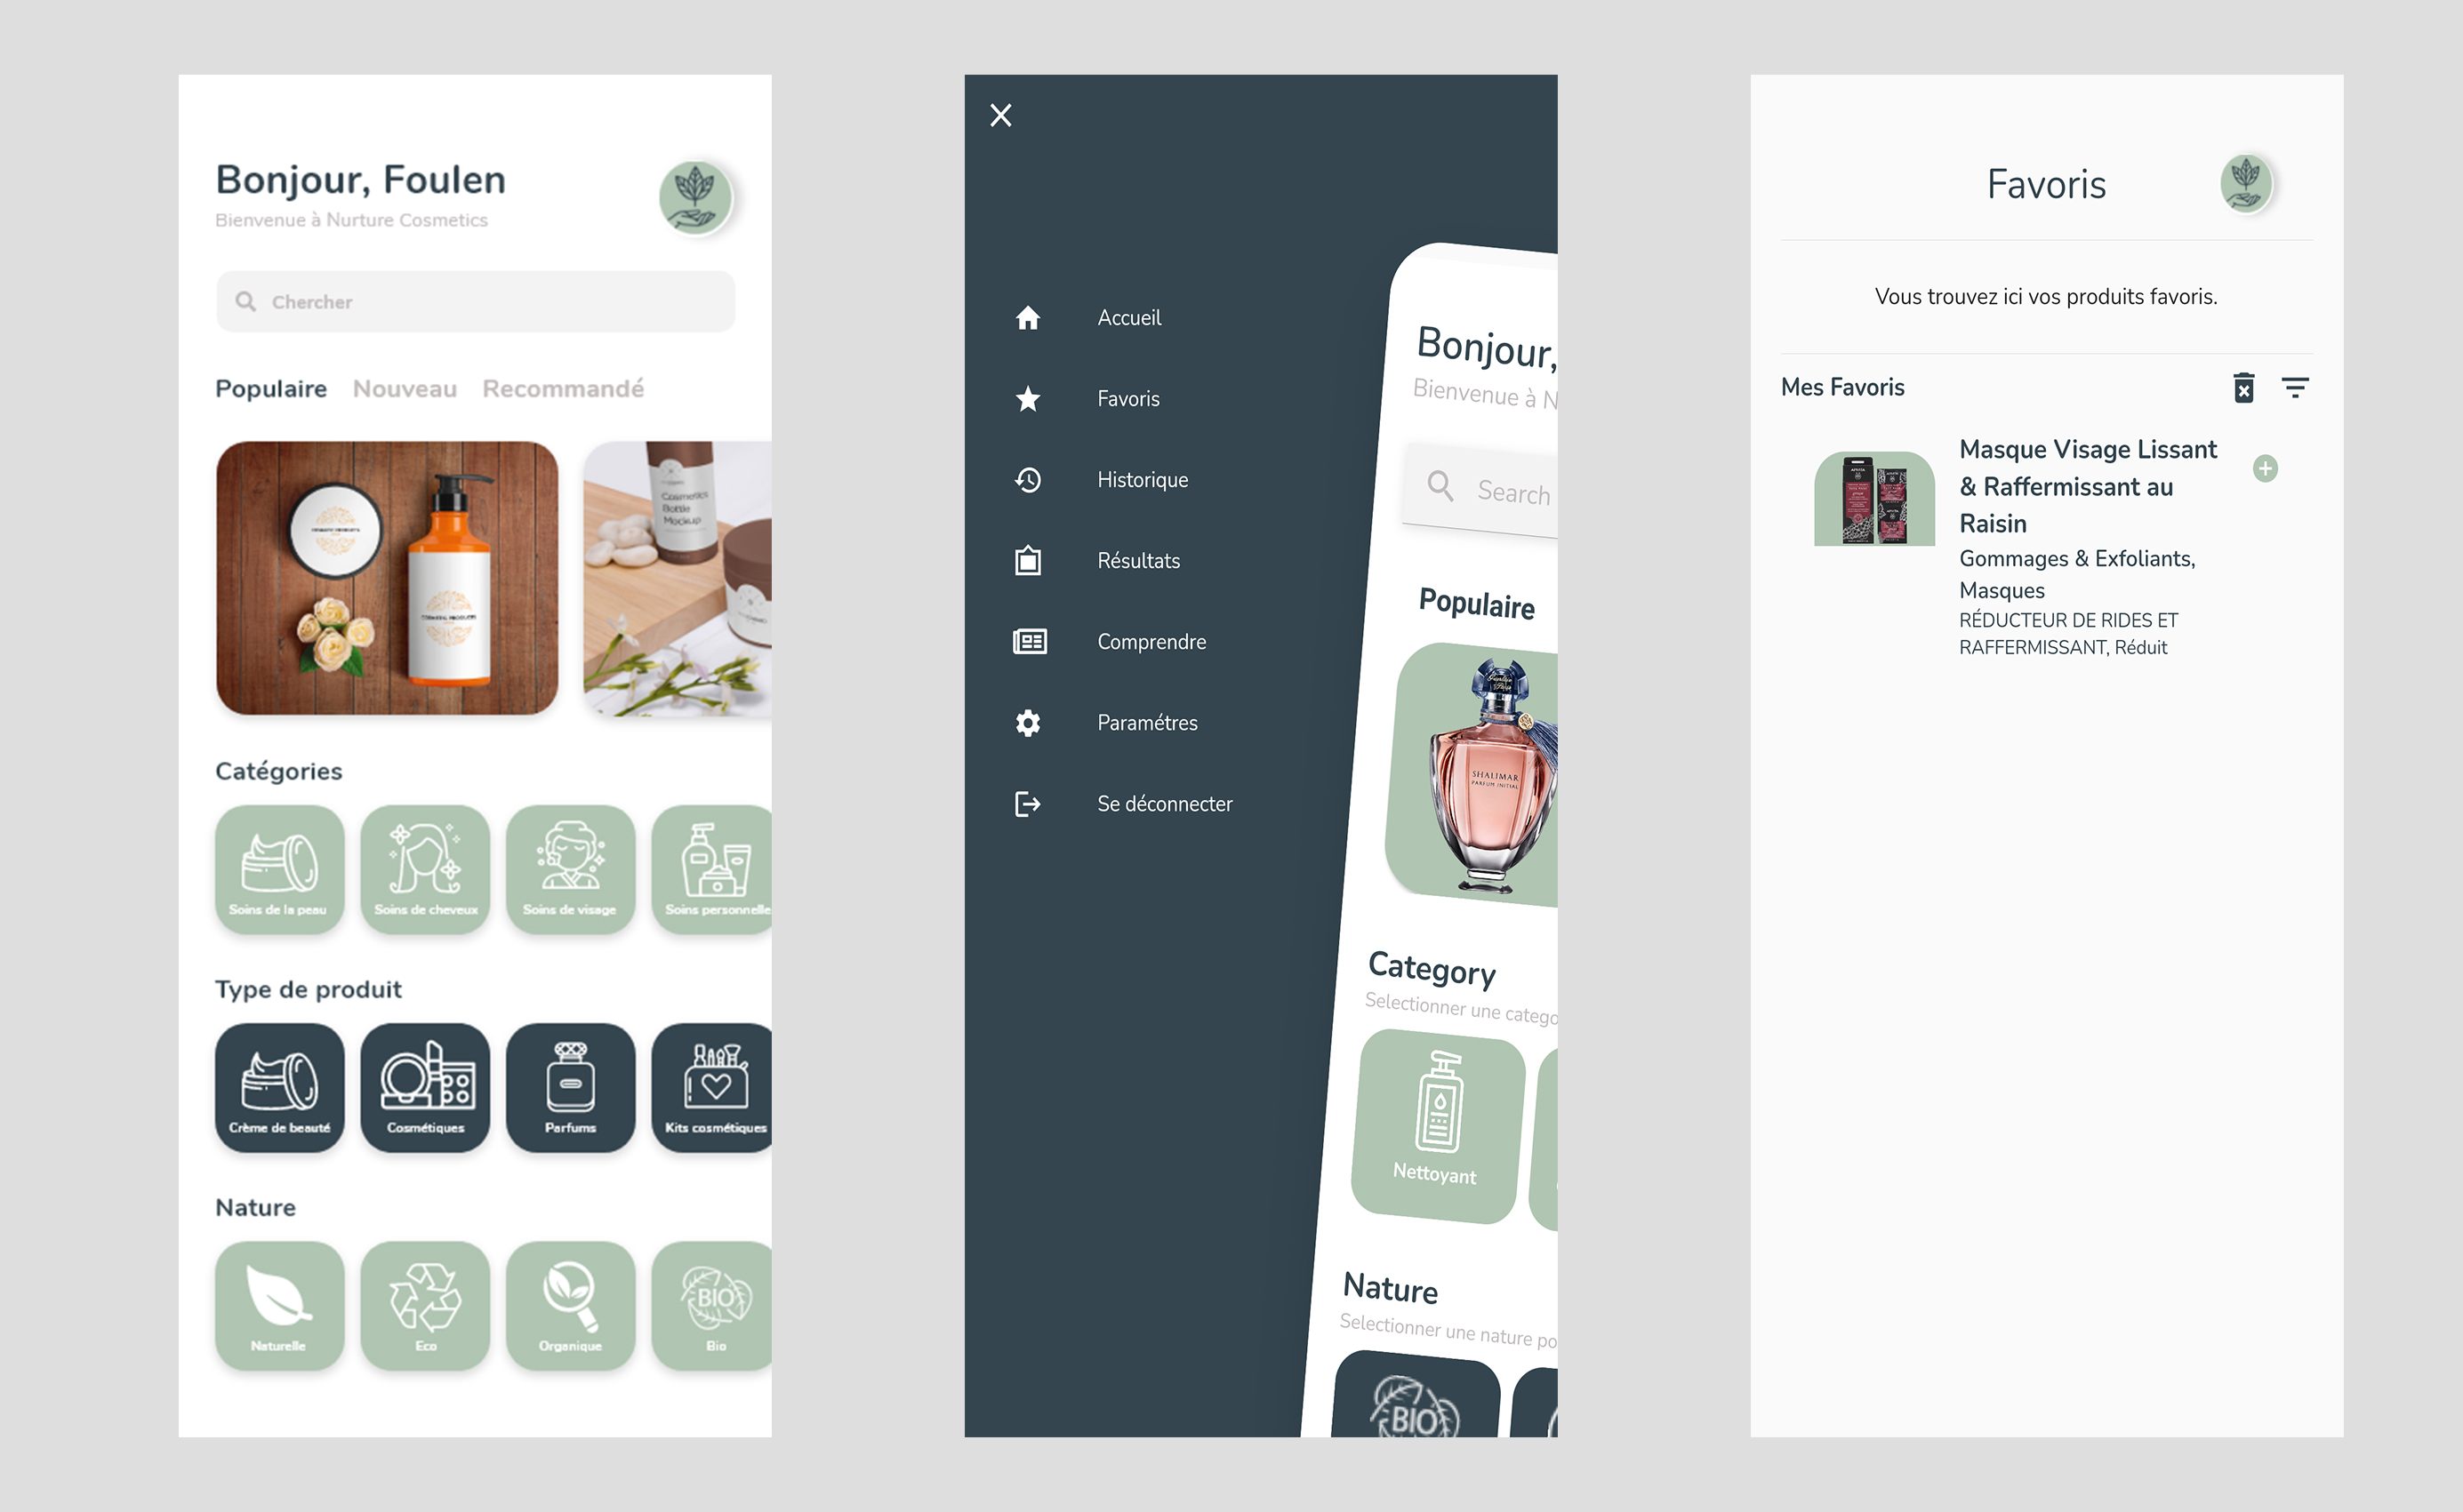 Bonjour, Foulen
Bienvenue à Nurture Cosmetics
Chercher
Populaire Nouveau Recommandé
COSMETIC PRODUCTS
Cosmetics
Bottle
Mockup
Catégories
Soins de la peau
Soins de cheveux
Soins de visage
Soins personnelle
Type de produit
Crème de beauté
Cosmétiques
Parfums
Kits cosmétiques
Nature
Naturelle
Eco
Organique
BIO
Bio
Accueil
Favoris
Historique
Résultats
Comprendre
Paramétres
Se déconnecter
Bonjour,
Bienvenue à N
Search
Populaire
SHALIMAR
PARFUM INITIAL
Category
Selectionner une catego
Nettoyant
Nature
Selectionner une nature po
BIO
Favoris
Vous trouvez ici vos produits favoris.
Mes Favoris
Masque Visage Lissant
& Raffermissant au
Raisin
Gommages & Exfoliants,
Masques
RÉDUCTEUR DE RIDES ET
RAFFERMISSANT, Réduit